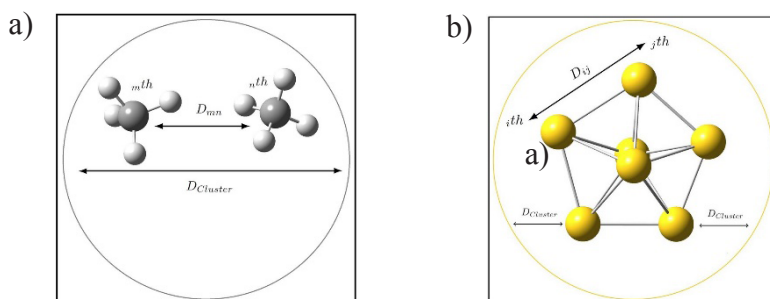 a)
mth
nth
Dmn
DCluster
b)
jth
Dij
ith
a)
DCluster
DCluster